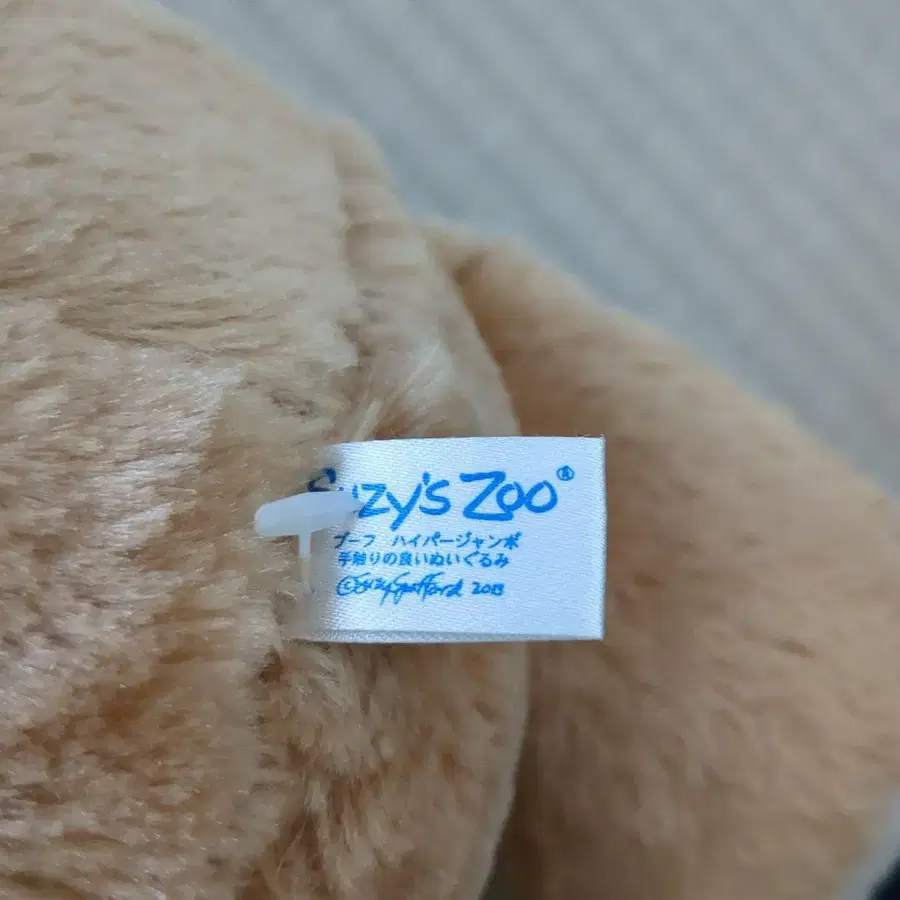 Suzy's Zoo®
ブーフ ハイパージャンボ
手触りの良いぬいぐるみ
©Suzy Spafford 2013